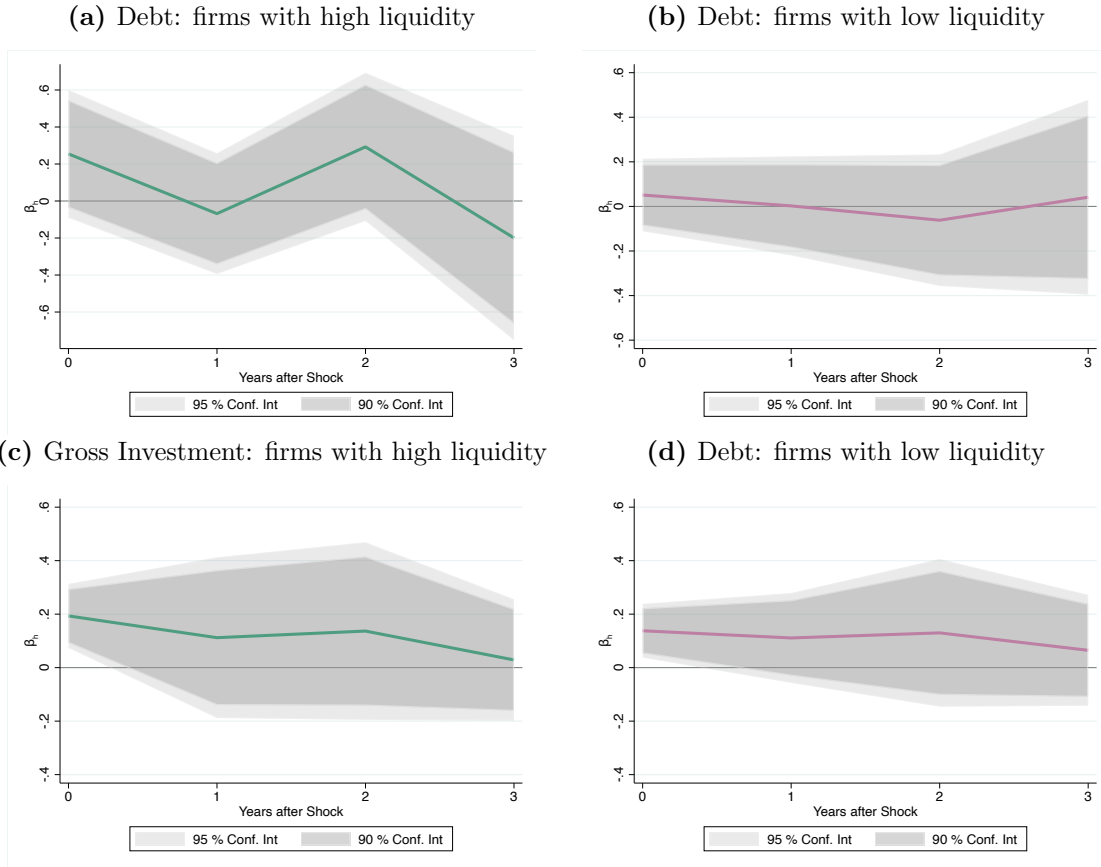 (a) Debt: firms with high liquidity
.6
.4
.2
0
-.2
-.4
-.6
βh
0 1 2 3
Years after Shock
95 % Conf. Int 90 % Conf. Int
(b) Debt: firms with low liquidity
.6
.4
.2
0
-.2
-.4
-.6
βh
0 1 2 3
Years after Shock
95 % Conf. Int 90 % Conf. Int
(c) Gross Investment: firms with high liquidity
.6
.4
.2
0
-.2
-.4
βh
0 1 2 3
Years after Shock
95 % Conf. Int 90 % Conf. Int
(d) Debt: firms with low liquidity
.6
.4
.2
0
-.2
-.4
βh
0 1 2 3
Years after Shock
95 % Conf. Int 90 % Conf. Int